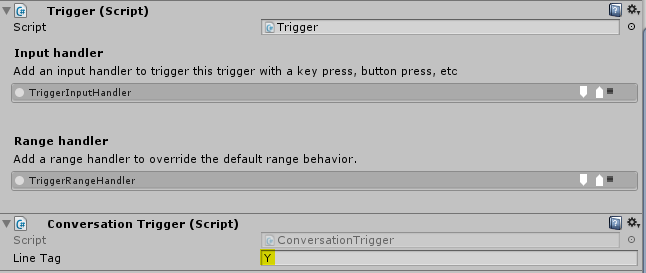 Trigger (Script)
Script Trigger
Input handler
Add an input handler to trigger this trigger with a key press, button press, etc
TriggerInputHandler
Range handler
Add a range handler to override the default range behavior.
TriggerRangeHandler
Conversation Trigger (Script)
Script ConversationTrigger
Line Tag Y